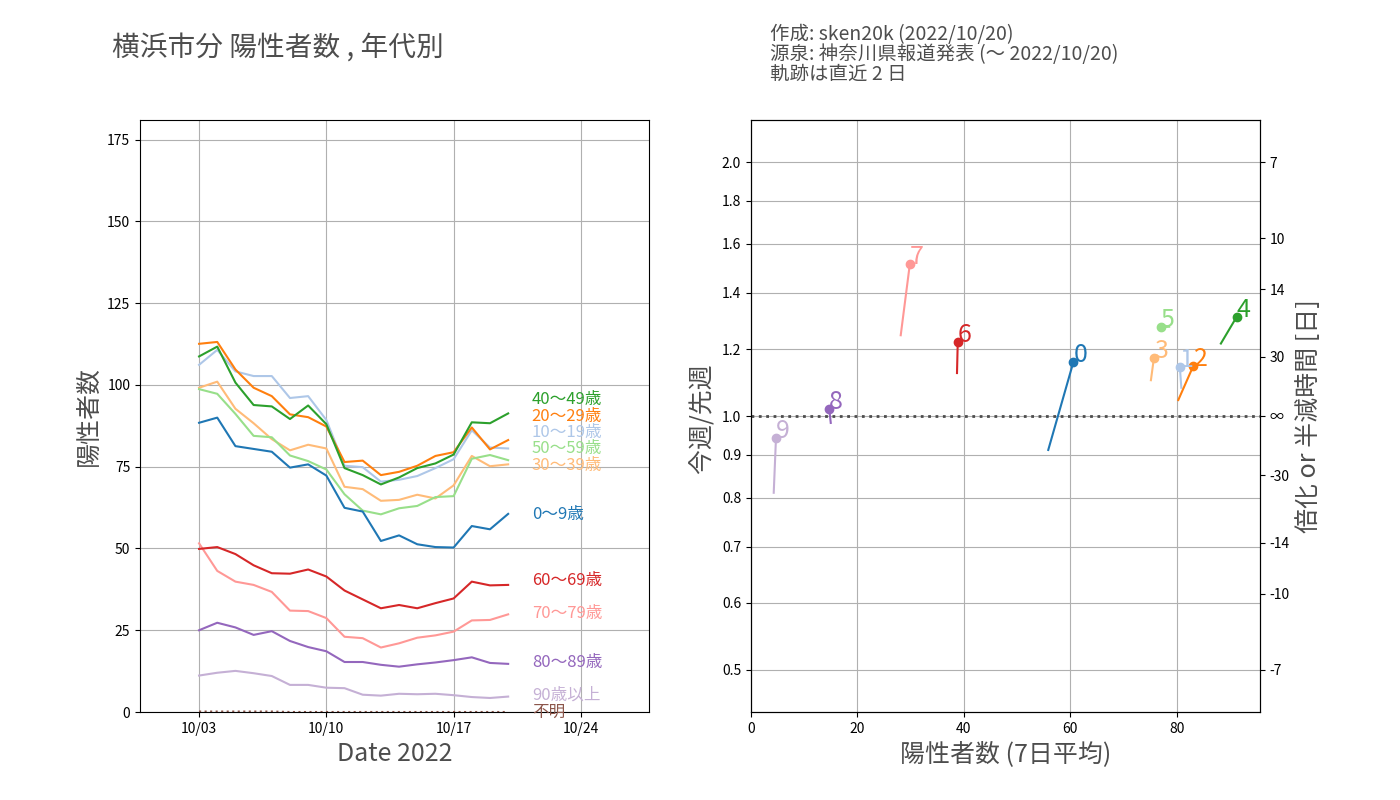 横浜市分 陽性者数 , 年代別
作成: sken20k (2022/10/20)
源泉: 神奈川県報道発表 (〜 2022/10/20)
軌跡は直近 2 日
陽性者数
175
150
125
100
75
50
25
0
40〜49歳
20〜29歳
10〜19歳
50〜59歳
30〜39歳
0〜9歳
60〜69歳
70〜79歳
80〜89歳
90歳以上
不明
10/03 10/10 10/17 10/24
Date 2022
今週/先週
2.0
1.8
1.6
1.4
1.2
1.0
0.9
0.8
0.7
0.6
0.5
7
6
0
5
4
3
1
2
8
9
7
10
14
30
∞
-30
-14
-10
-7
倍化 or 半減時間 [日]
0 20 40 60 80
陽性者数 (7日平均)